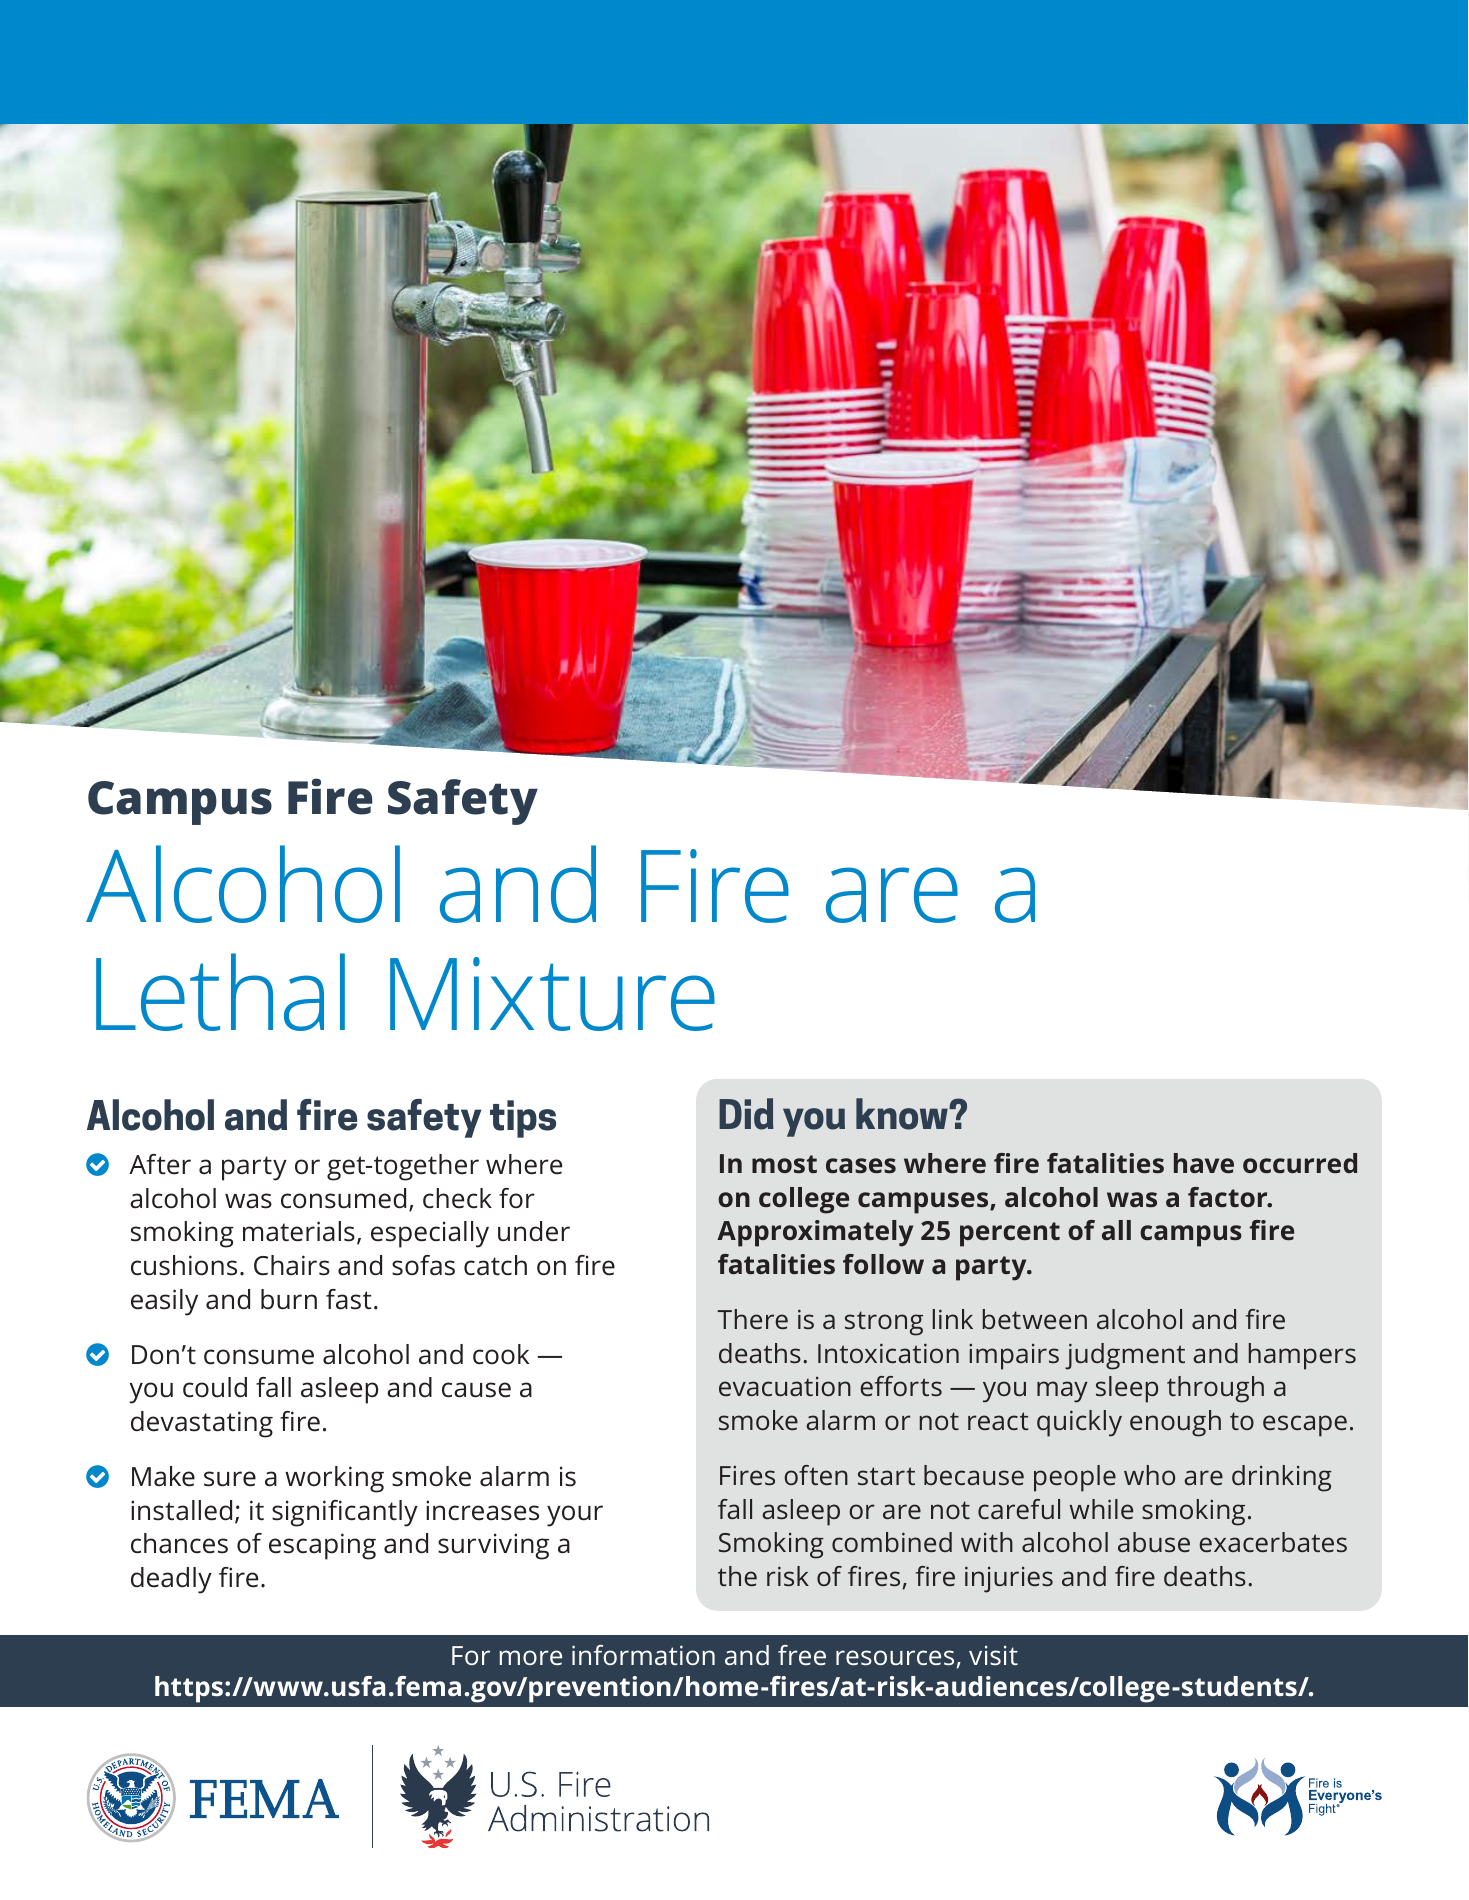 Campus Fire Safety
Alcohol and Fire are a
Lethal Mixture
Alcohol and fire safety tips
After a party or get-together where
alcohol was consumed, check for
smoking materials, especially under
cushions. Chairs and sofas catch on fire
easily and burn fast.
Don’t consume alcohol and cook —
you could fall asleep and cause a
devastating fire.
Make sure a working smoke alarm is
installed; it significantly increases your
chances of escaping and surviving a
deadly fire.
Did you know?
In most cases where fire fatalities have occurred
on college campuses, alcohol was a factor.
Approximately 25 percent of all campus fire
fatalities follow a party.
There is a strong link between alcohol and fire
deaths. Intoxication impairs judgment and hampers
evacuation efforts — you may sleep through a
smoke alarm or not react quickly enough to escape.
Fires often start because people who are drinking
fall asleep or are not careful while smoking.
Smoking combined with alcohol abuse exacerbates
the risk of fires, fire injuries and fire deaths.
For more information and free resources, visit
https://www.usfa.fema.gov/prevention/home-fires/at-risk-audiences/college-students/.
U.S. DEPARTMENT OF
HOMELAND SECURITY
FEMA
U.S. Fire
Administration
Fire is
Everyone’s
Fight®